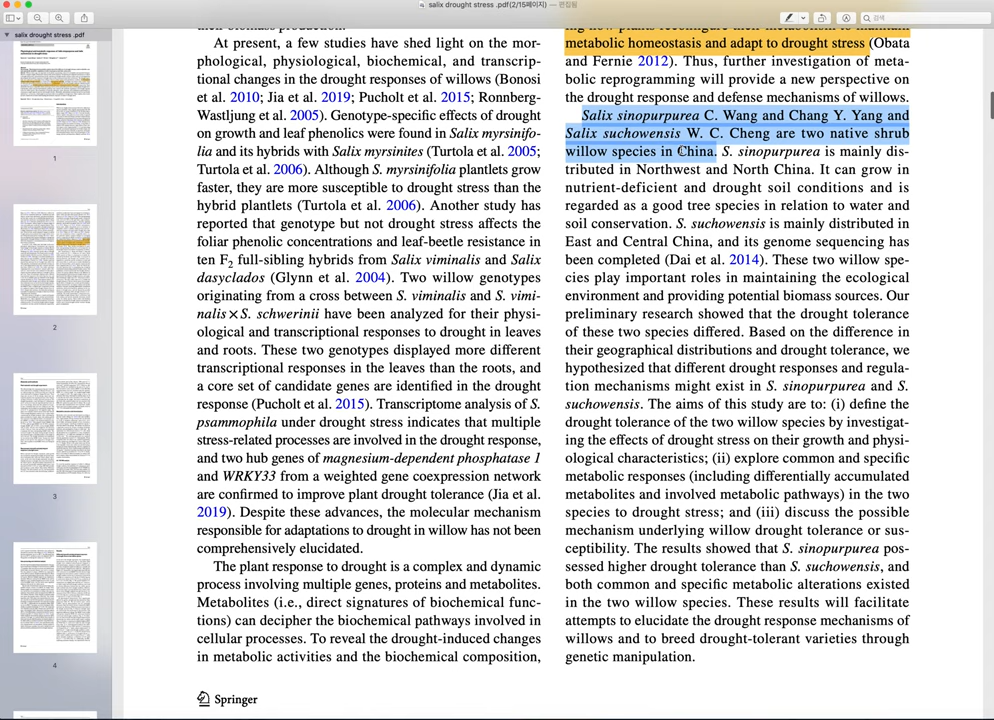 salix drought stress .pdf(2/15페이지) — 편집됨
검색
salix drought stress .pdf
1
2
3
4
At present, a few studies have shed light on the mor-
phological, physiological, biochemical, and transcrip-
tional changes in the drought responses of willows (Bonosi
et al. 2010; Jia et al. 2019; Pucholt et al. 2015; Rönnberg-
Wastljung et al. 2005). Genotype-specific effects of drought
on growth and leaf phenolics were found in Salix myrsinifo-
lia and its hybrids with Salix myrsinites (Turtola et al. 2005;
Turtola et al. 2006). Although S. myrsinifolia plantlets grow
faster, they are more susceptible to drought stress than the
hybrid plantlets (Turtola et al. 2006). Another study has
reported that genotype but not drought stress affects the
foliar phenolic concentrations and leaf-beetle resistance in
ten F2 full-sibling hybrids from Salix viminalis and Salix
dasyclados (Glynn et al. 2004). Two willow genotypes
originating from a cross between S. viminalis and S. vimi-
nalis × S. schwerinii have been analyzed for their physi-
ological and transcriptional responses to drought in leaves
and roots. These two genotypes displayed more different
transcriptional responses in the leaves than the roots, and
a core set of candidate genes are identified in the drought
response (Pucholt et al. 2015). Transcriptome analysis of S.
psammophila under drought stress indicates that multiple
stress-related processes are involved in the drought response,
and two hub genes of magnesium-dependent phosphatase 1
and WRKY33 from a weighted gene coexpression network
are confirmed to improve plant drought tolerance (Jia et al.
2019). Despite these advances, the molecular mechanism
responsible for adaptations to drought in willow has not been
comprehensively elucidated.
The plant response to drought is a complex and dynamic
process involving multiple genes, proteins and metabolites.
Metabolites (i.e., direct signatures of biochemical func-
tions) can decipher the biochemical pathways involved in
cellular processes. To reveal the drought-induced changes
in metabolic activities and the biochemical composition,
metabolic homeostasis and adapt to drought stress (Obata
and Fernie 2012). Thus, further investigation of meta-
bolic reprogramming will provide a new perspective on
the drought response and defense mechanisms of willows.
Salix sinopurpurea C. Wang and Chang Y. Yang and
Salix suchowensis W. C. Cheng are two native shrub
willow species in China. S. sinopurpurea is mainly dis-
tributed in Northwest and North China. It can grow in
nutrient-deficient and drought soil conditions and is
regarded as a good tree species in relation to water and
soil conservation. S. suchowensis is mainly distributed in
East and Central China, and its genome sequencing has
been completed (Dai et al. 2014). These two willow spe-
cies play important roles in maintaining the ecological
environment and providing potential biomass sources. Our
preliminary research showed that the drought tolerance
of these two species differed. Based on the difference in
their geographical distributions and drought tolerance, we
hypothesized that different drought responses and regula-
tion mechanisms might exist in S. sinopurpurea and S.
suchowensis. The aims of this study are to: (i) define the
drought tolerance of the two willow species by investigat-
ing the effects of drought stress on their growth and physi-
ological characteristics; (ii) explore common and specific
metabolic responses (including differentially accumulated
metabolites and involved metabolic pathways) in the two
species to drought stress; and (iii) discuss the possible
mechanism underlying willow drought tolerance or sus-
ceptibility. The results showed that S. sinopurpurea pos-
sessed higher drought tolerance than S. suchowensis, and
both common and specific metabolic alterations existed
in the two willow species. These results will facilitate
attempts to elucidate the drought response mechanisms of
willows and to breed drought-tolerant varieties through
genetic manipulation.
Springer